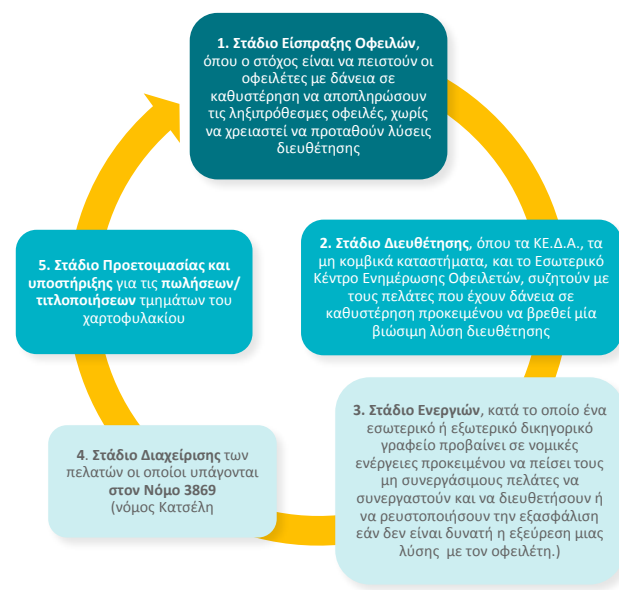 1. Στάδιο Είσπραξης Οφειλών,
όπου ο στόχος είναι να πειστούν οι
οφειλέτες με δάνεια σε
καθυστέρηση να αποπληρώσουν
τις ληξιπρόθεσμες οφειλές, χωρίς
να χρειαστεί να προταθούν λύσεις
διευθέτησης
2. Στάδιο Διευθέτησης, όπου τα ΚΕ.Δ.Α., τα
μη κομβικά καταστήματα, και το Εσωτερικό
Κέντρο Ενημέρωσης Οφειλετών, συζητούν με
τους πελάτες που έχουν δάνεια σε
καθυστέρηση προκειμένου να βρεθεί μία
βιώσιμη λύση διευθέτησης
3. Στάδιο Ενεργιών, κατά το οποίο ένα
εσωτερικό ή εξωτερικό δικηγορικό
γραφείο προβαίνει σε νομικές
ενέργειες προκειμένου να πείσει τους
μη συνεργάσιμους πελάτες να
συνεργαστούν και να διευθετήσουν ή
να ρευστοποιήσουν την εξασφάλιση
εάν δεν είναι δυνατή η εξεύρεση μιας
λύσης με τον οφειλέτη.)
4. Στάδιο Διαχείρισης των
πελατών οι οποίοι υπάγονται
στον Νόμο 3869
(νόμος Κατσέλη
5. Στάδιο Προετοιμασίας και
υποστήριξης για τις πωλήσεων/
τιτλοποιήσεων τμημάτων του
χαρτοφυλακίου